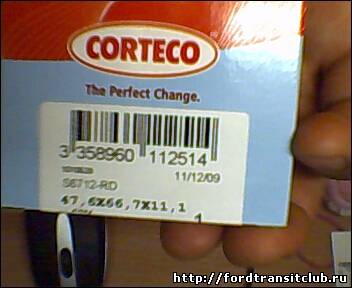 CORTECO
The Perfect Change.
3 358960 112514
11/12/09
S6712-RD
47,6X66,7X11,1
1
http://fordtransitclub.ru